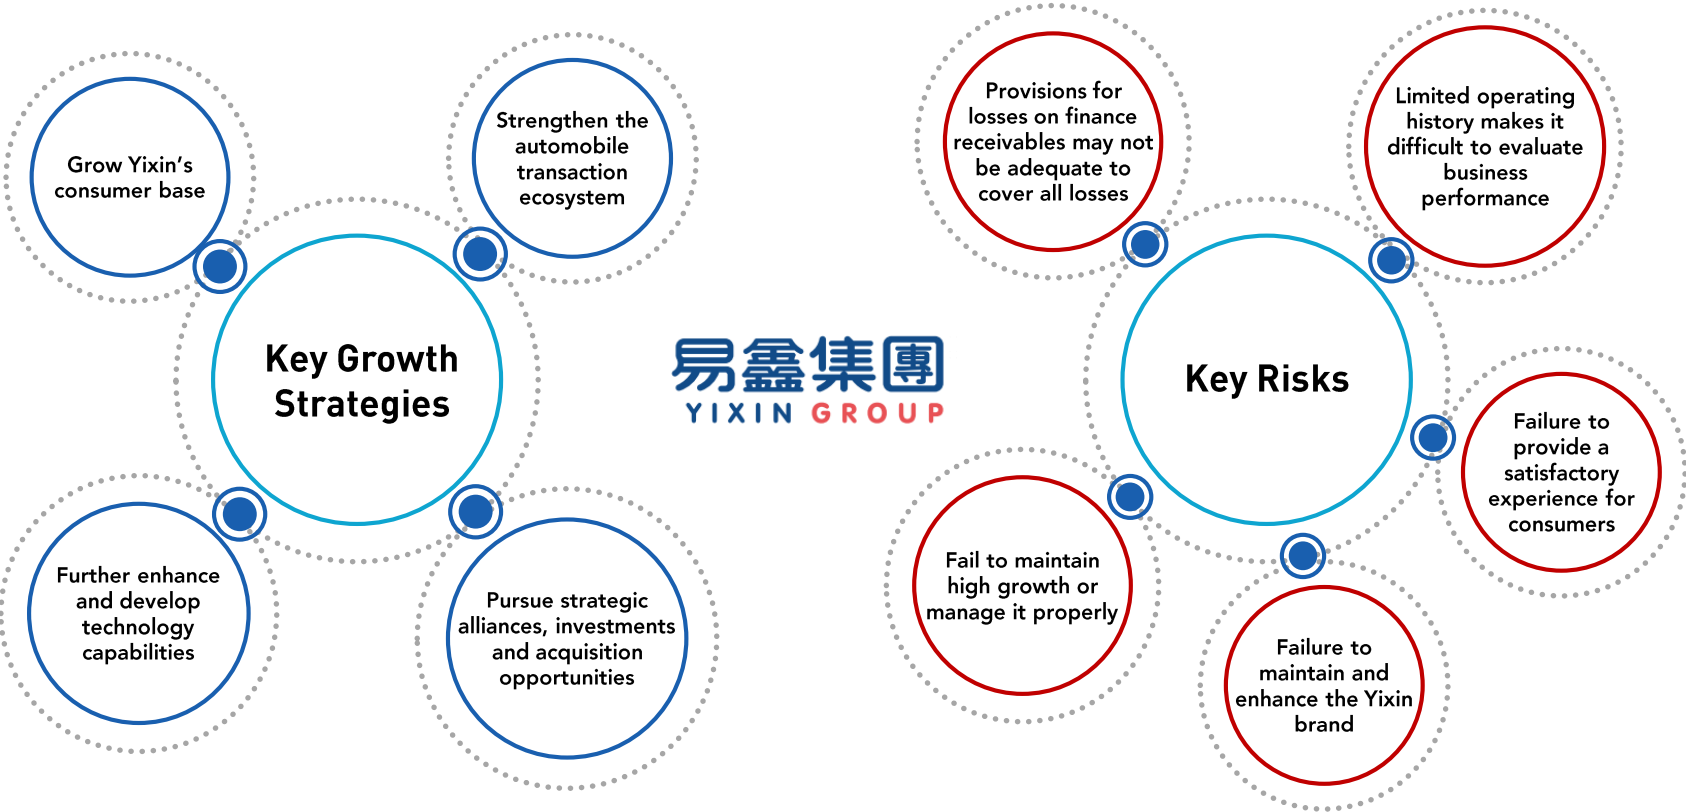 Grow Yixin's
consumer base
Strengthen the
automobile
transaction
ecosystem
Key Growth
Strategies
Further enhance
and develop
technology
capabilities
Pursue strategic
alliances, investments
and acquisition
opportunities
易鑫集團
YIXIN GROUP
Provisions for
losses on finance
receivables may not
be adequate to
cover all losses
Limited operating
history makes it
difficult to evaluate
business
performance
Key Risks
Failure to
provide a
satisfactory
experience for
consumers
Fail to maintain
high growth or
manage it properly
Failure to
maintain and
enhance the Yixin
brand